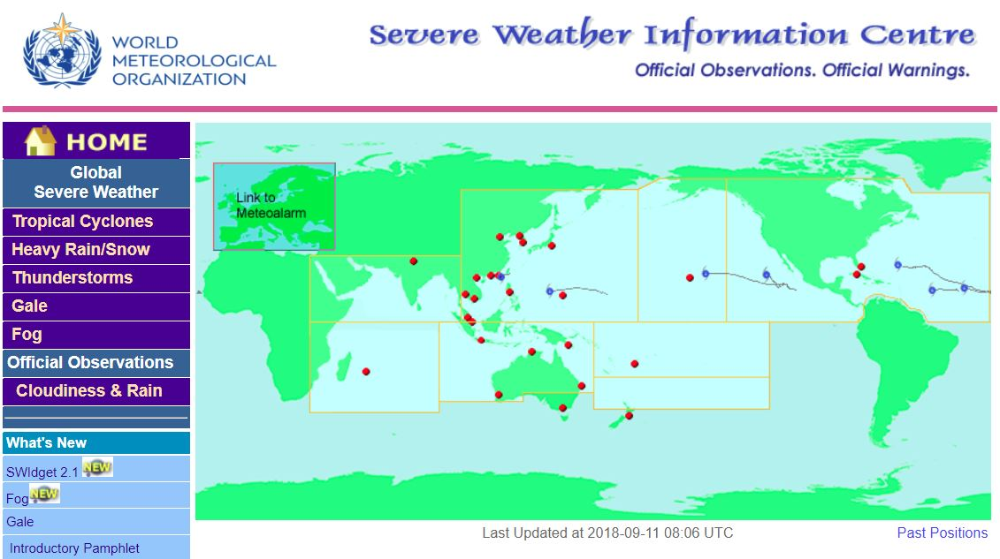 WORLD
METEOROLOGICAL
ORGANIZATION
Severe Weather Information Centre
Official Observations. Official Warnings.
HOME
Global
Severe Weather
Tropical Cyclones
Heavy Rain/Snow
Thunderstorms
Gale
Fog
Official Observations
Cloudiness & Rain
What's New
SWIdget 2.1 NEW
Fog NEW
Gale
Introductory Pamphlet
Link to
Meteoalarm
Last Updated at 2018-09-11 08:06 UTC
Past Positions